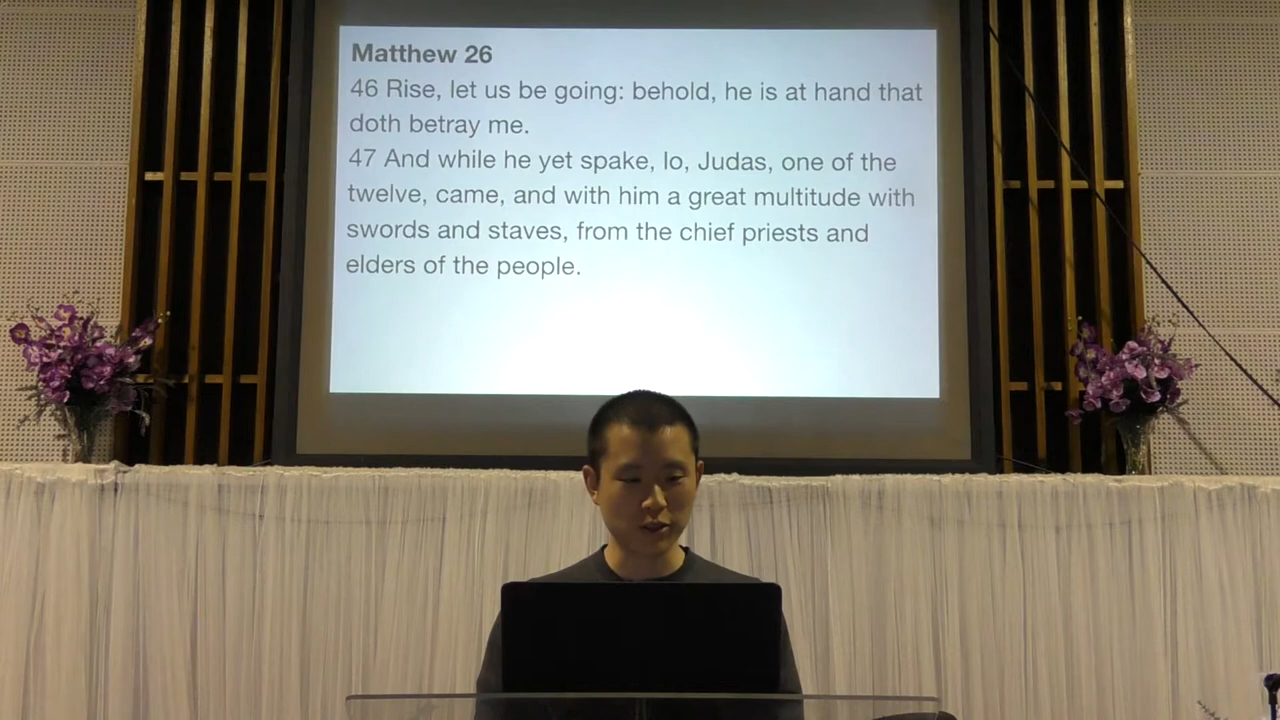 Matthew 26
46 Rise, let us be going: behold, he is at hand that
doth betray me.
47 And while he yet spake, lo, Judas, one of the
twelve, came, and with him a great multitude with
swords and staves, from the chief priests and
elders of the people.